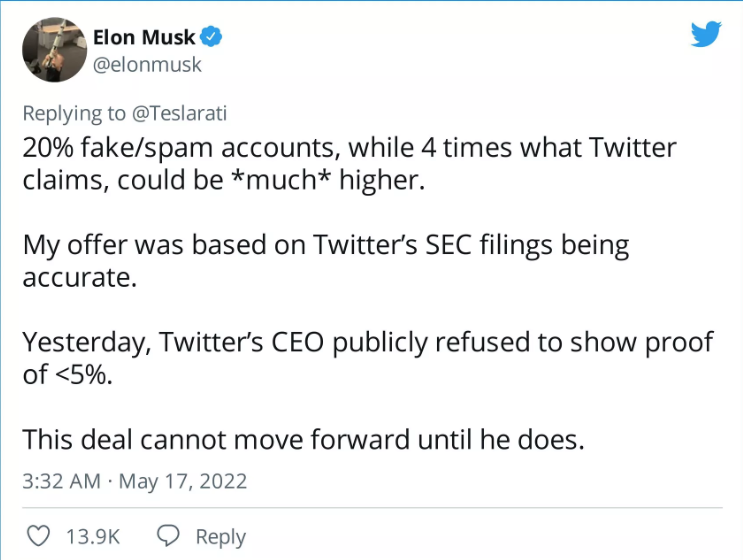 Elon Musk
@elonmusk
Replying to @Teslarati
20% fake/spam accounts, while 4 times what Twitter
claims, could be *much* higher.
My offer was based on Twitter’s SEC filings being
accurate.
Yesterday, Twitter’s CEO publicly refused to show proof
of <5%.
This deal cannot move forward until he does.
3:32 AM · May 17, 2022
13.9K Reply